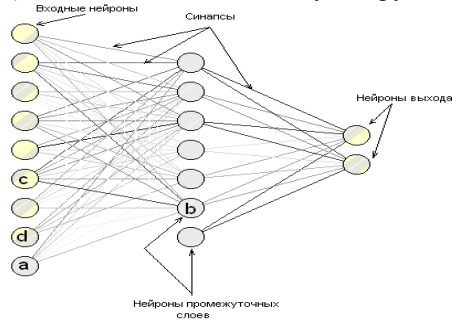 Входные нейроны
Синапсы
Нейроны выхода
c
b
d
a
Нейроны промежуточных
слоев